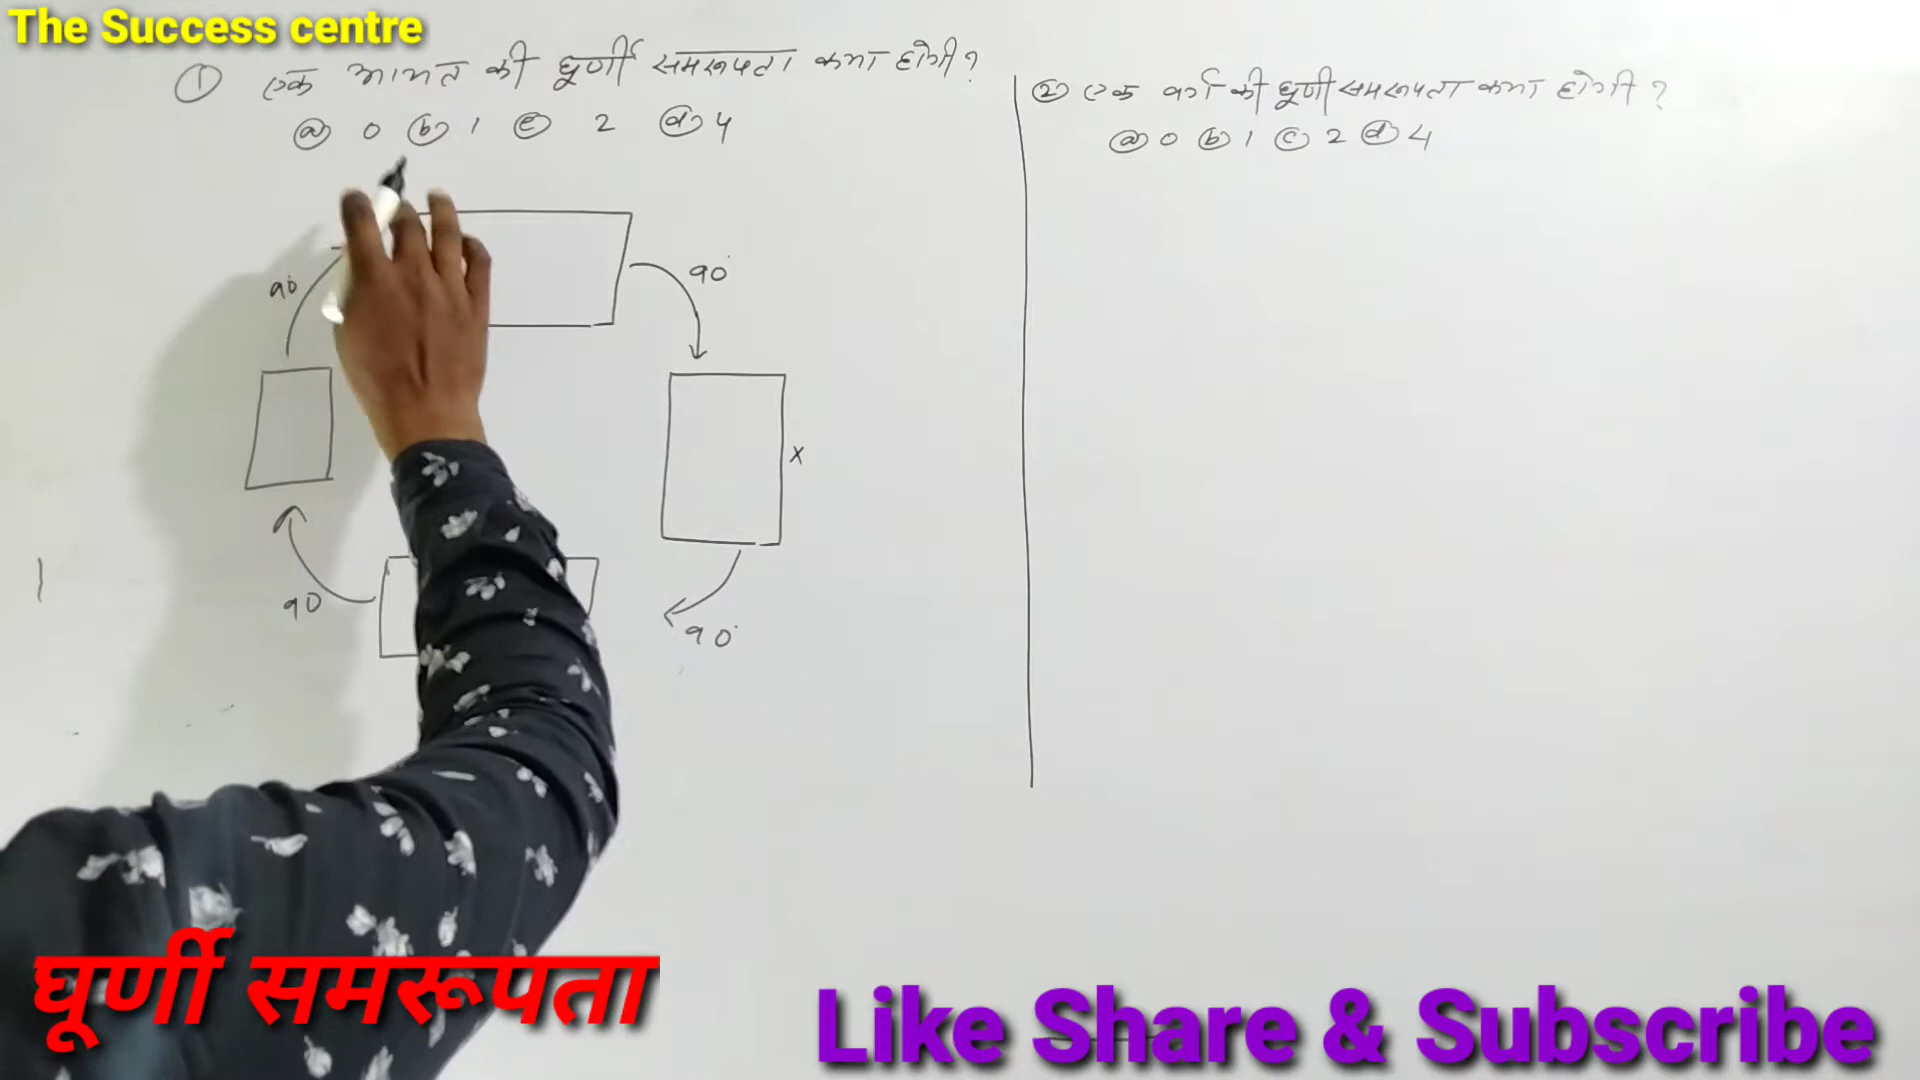 The Success centre
① एक आयत की घूर्णी समरूपता क्या होगी ?
ⓐ 0 ⓑ 1 ⓒ 2 ⓓ 4
② एक वर्ग की घूर्णी समरूपता क्या होगी ?
ⓐ 0 ⓑ 1 ⓒ 2 ⓓ 4
90°
90°
x
90
90°
घूर्णी समरूपता
Like Share & Subscribe